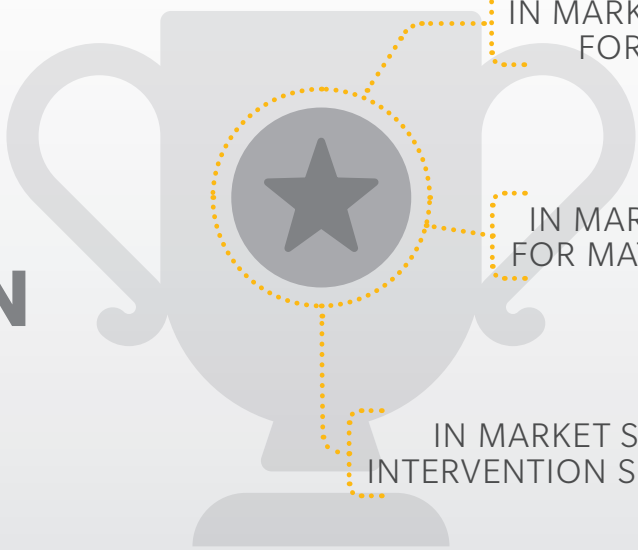 IN MARK
FOR
N
IN MAR
FOR MA
IN MARKET S
INTERVENTION S